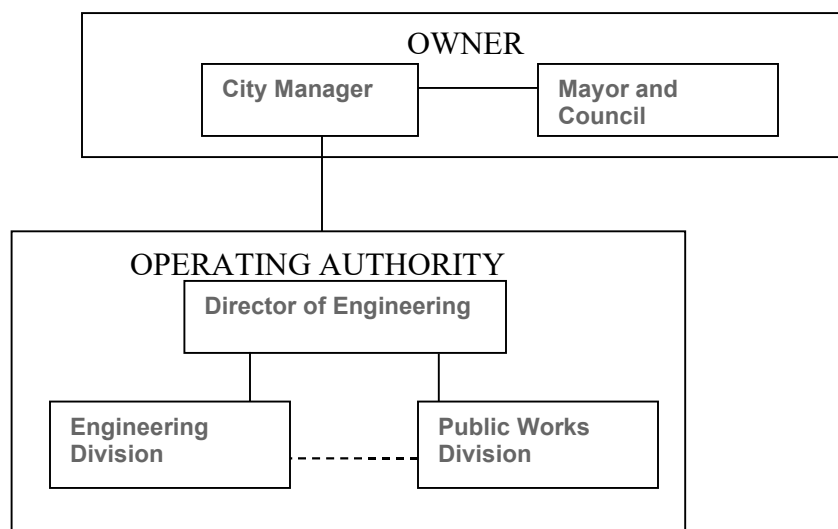 OWNER
City Manager
Mayor and
Council
OPERATING AUTHORITY
Director of Engineering
Engineering
Division
Public Works
Division